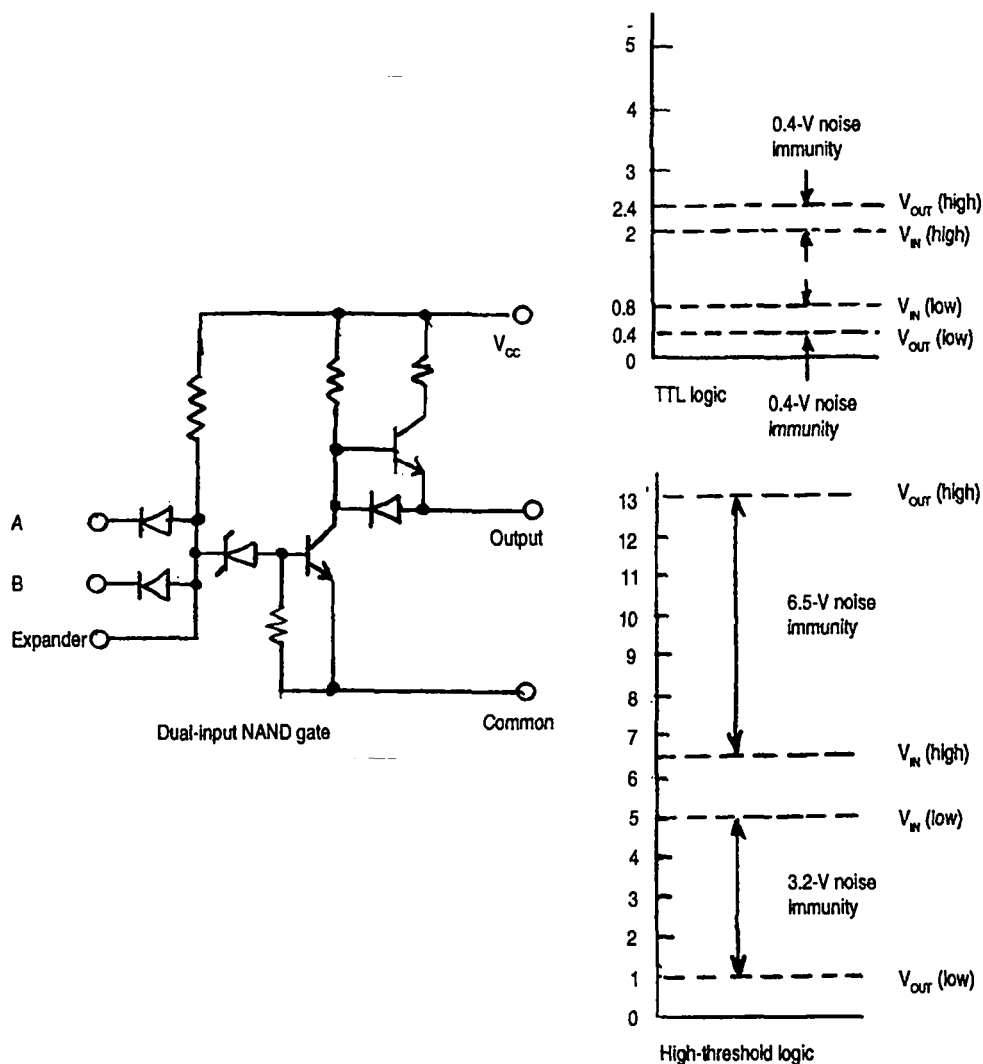 5
4
0.4-V noise
immunity
3
2.4
V_OUT (high)
2
V_IN (high)
0.8
V_IN (low)
0.4
V_OUT (low)
0
TTL logic
0.4-V noise
immunity
V_CC
A
B
Expander
Output
Common
Dual-input NAND gate
13
V_OUT (high)
12
11
10
6.5-V noise
immunity
9
8
7
V_IN (high)
6
5
V_IN (low)
4
3
3.2-V noise
immunity
2
1
V_OUT (low)
0
High-threshold logic